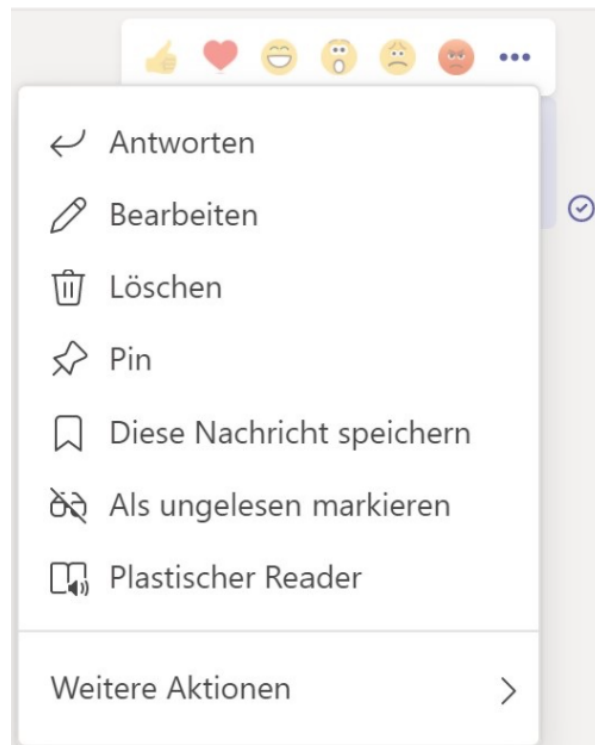 Antworten
Bearbeiten
Löschen
Pin
Diese Nachricht speichern
Als ungelesen markieren
Plastischer Reader
Weitere Aktionen